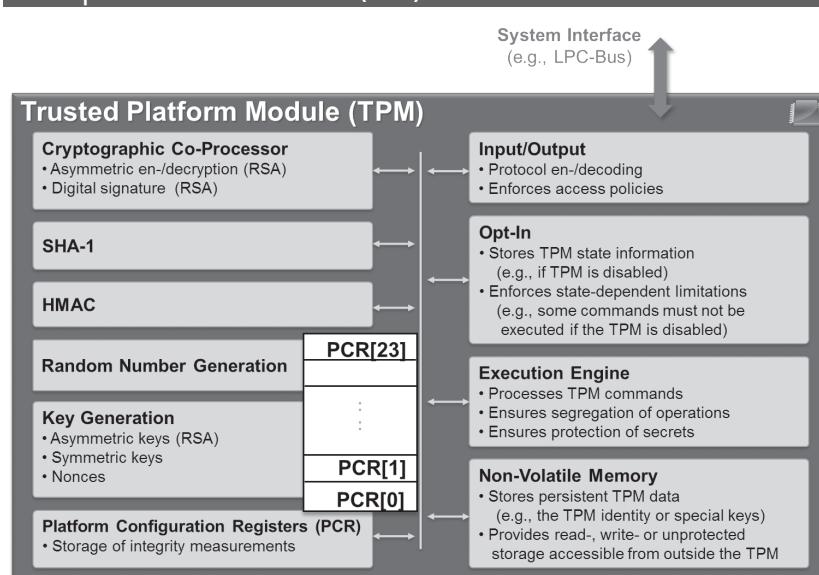 System Interface
(e.g., LPC-Bus)
Trusted Platform Module (TPM)
Cryptographic Co-Processor
• Asymmetric en-/decryption (RSA)
• Digital signature (RSA)
SHA-1
HMAC
Random Number Generation
Key Generation
• Asymmetric keys (RSA)
• Symmetric keys
• Nonces
Platform Configuration Registers (PCR)
• Storage of integrity measurements
PCR[23]
PCR[1]
PCR[0]
Input/Output
• Protocol en-/decoding
• Enforces access policies
Opt-In
• Stores TPM state information
(e.g., if TPM is disabled)
• Enforces state-dependent limitations
(e.g., some commands must not be
executed if the TPM is disabled)
Execution Engine
• Processes TPM commands
• Ensures segregation of operations
• Ensures protection of secrets
Non-Volatile Memory
• Stores persistent TPM data
(e.g., the TPM identity or special keys)
• Provides read-, write- or unprotected
storage accessible from outside the TPM